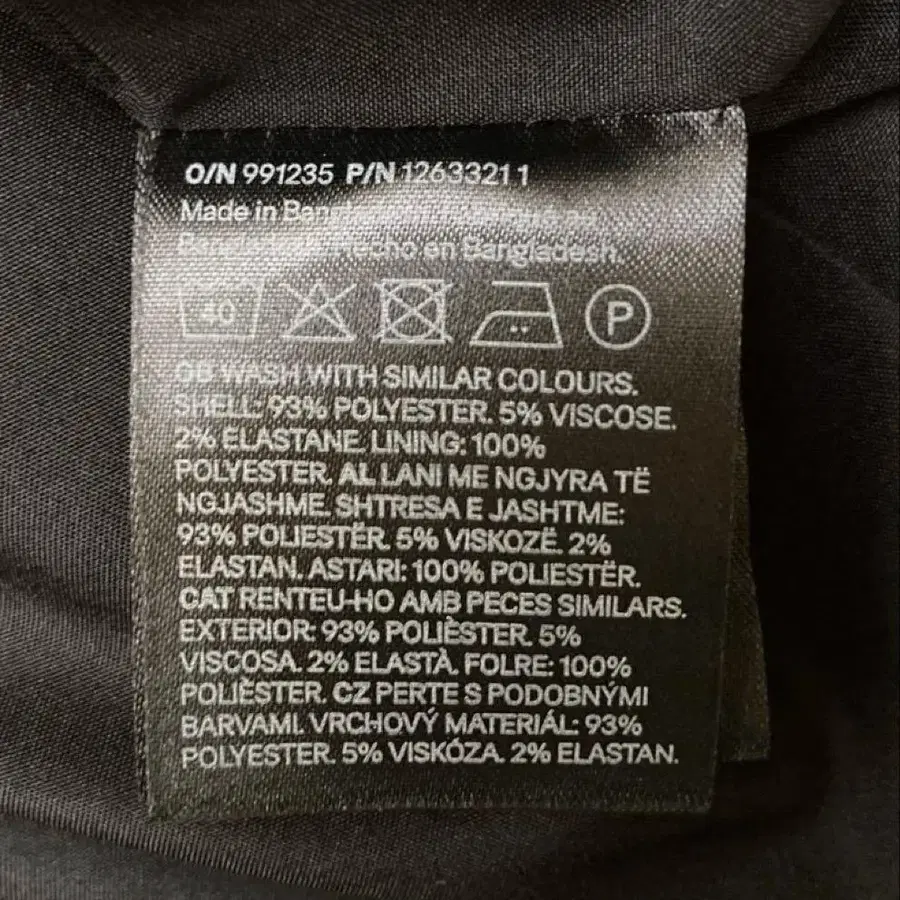 O/N 991235 P/N 12633211
Made in
Hecho en Bangladesh.
40
P
GB WASH WITH SIMILAR COLOURS.
SHELL: 93% POLYESTER. 5% VISCOSE.
2% ELASTANE. LINING: 100%
POLYESTER. AL LANI ME NGJYRA TË
NGJASHME. SHTRESA E JASHTME:
93% POLIESTËR. 5% VISKOZË. 2%
ELASTAN. ASTARI: 100% POLIESTËR.
CAT RENTEU-HO AMB PECES SIMILARS.
EXTERIOR: 93% POLIÈSTER. 5%
VISCOSA. 2% ELASTÀ. FOLRE: 100%
POLIÈSTER. CZ PERTE S PODOBNÝMI
BARVAMI. VRCHOVÝ MATERIÁL: 93%
POLYESTER. 5% VISKÓZA. 2% ELASTAN.